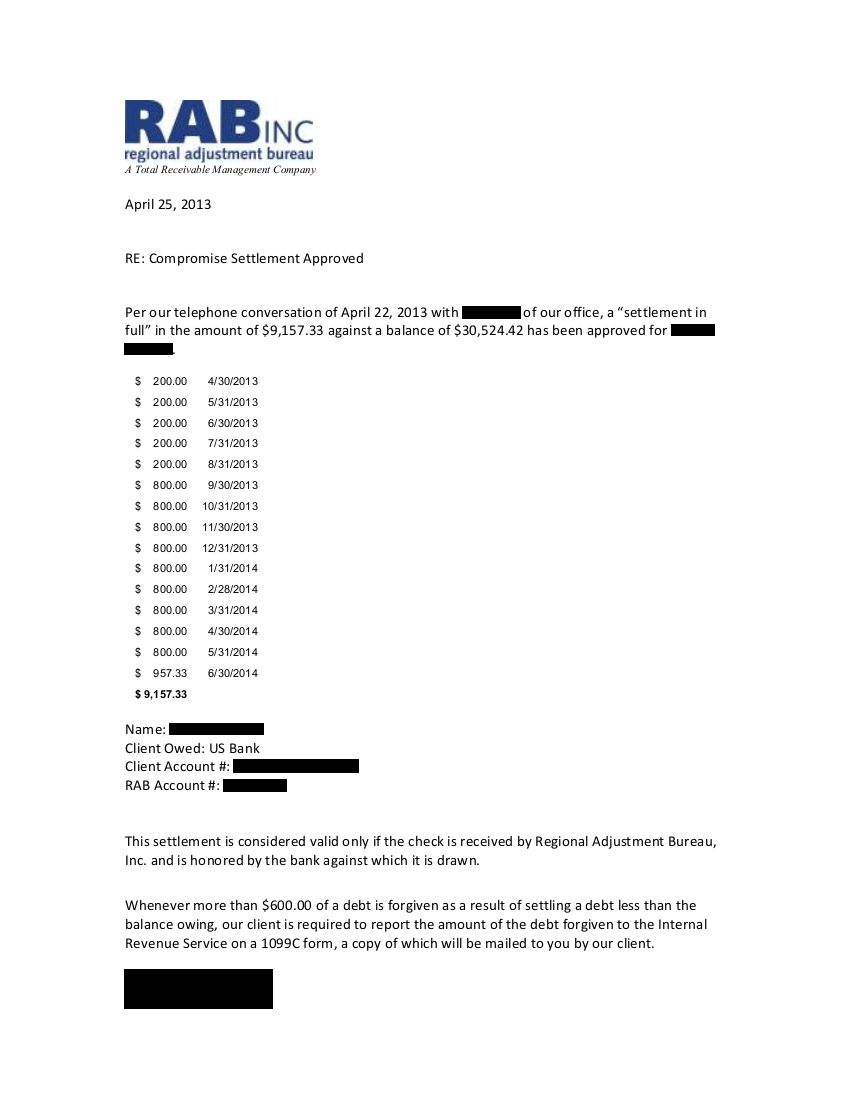 RAB INC
regional adjustment bureau
A Total Receivable Management Company
April 25, 2013
RE: Compromise Settlement Approved
Per our telephone conversation of April 22, 2013 with of our office, a “settlement in
full” in the amount of $9,157.33 against a balance of $30,524.42 has been approved for
.
$ 200.00 4/30/2013
$ 200.00 5/31/2013
$ 200.00 6/30/2013
$ 200.00 7/31/2013
$ 200.00 8/31/2013
$ 800.00 9/30/2013
$ 800.00 10/31/2013
$ 800.00 11/30/2013
$ 800.00 12/31/2013
$ 800.00 1/31/2014
$ 800.00 2/28/2014
$ 800.00 3/31/2014
$ 800.00 4/30/2014
$ 800.00 5/31/2014
$ 957.33 6/30/2014
$ 9,157.33
Name:
Client Owed: US Bank
Client Account #:
RAB Account #:
This settlement is considered valid only if the check is received by Regional Adjustment Bureau,
Inc. and is honored by the bank against which it is drawn.
Whenever more than $600.00 of a debt is forgiven as a result of settling a debt less than the
balance owing, our client is required to report the amount of the debt forgiven to the Internal
Revenue Service on a 1099C form, a copy of which will be mailed to you by our client.